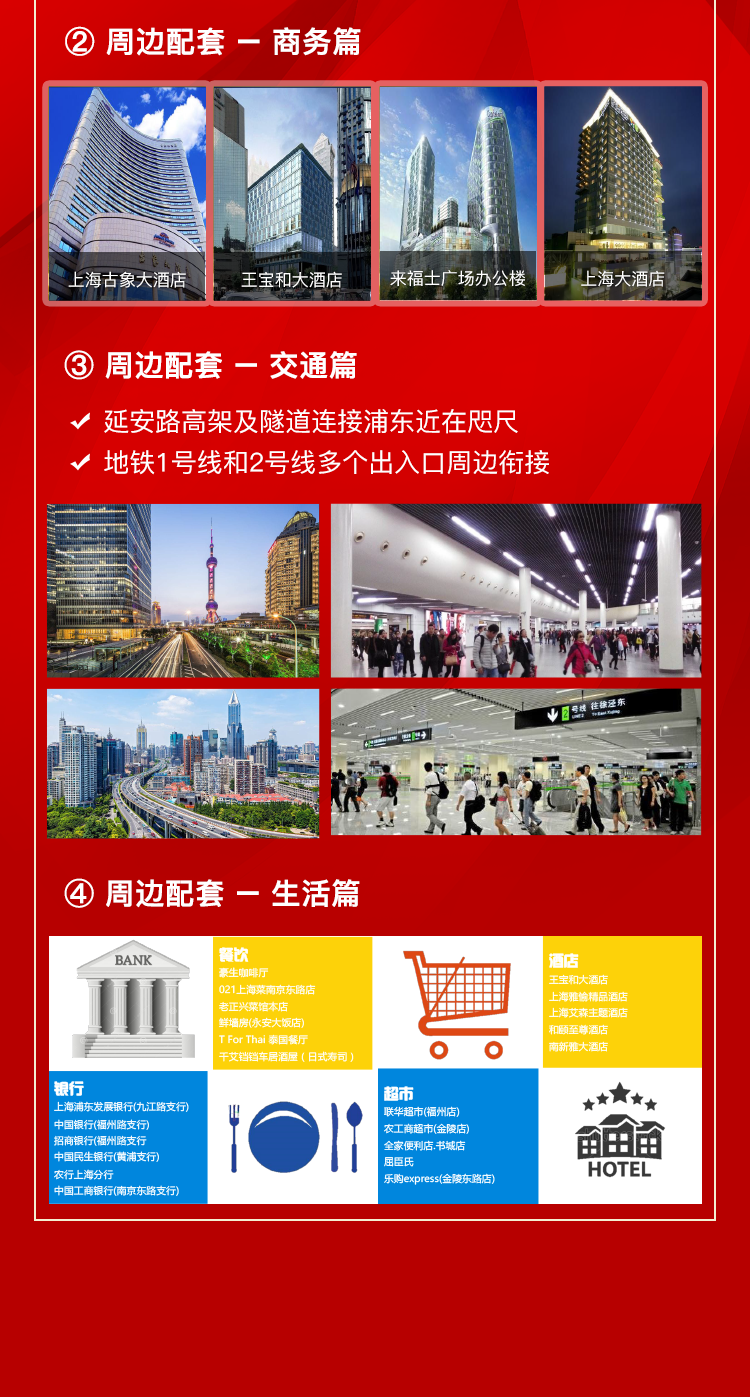 ② 周边配套 — 商务篇
上海古象大酒店
王宝和大酒店
来福士广场办公楼
上海大酒店
③ 周边配套 — 交通篇
延安路高架及隧道连接浦东近在咫尺
地铁1号线和2号线多个出入口周边衔接
2 号线 往徐泾东
LINE 2 To East Xujing
④ 周边配套 — 生活篇
BANK
餐饮
豪生咖啡厅
021上海菜南京东路店
老正兴菜馆本店
鲜墙房(永安大饭店)
T For Thai 泰国餐厅
千艾铛铛车居酒屋（日式寿司）
酒店
王宝和大酒店
上海雅愉精品酒店
上海艾森主题酒店
和颐至尊酒店
南新雅大酒店
银行
上海浦东发展银行(九江路支行)
中国银行(福州路支行)
招商银行(福州路支行
中国民生银行(黄浦支行)
农行上海分行
中国工商银行(南京东路支行)
超市
联华超市(福州店)
农工商超市(金陵店)
全家便利店.书城店
屈臣氏
乐购express(金陵东路店)
HOTEL